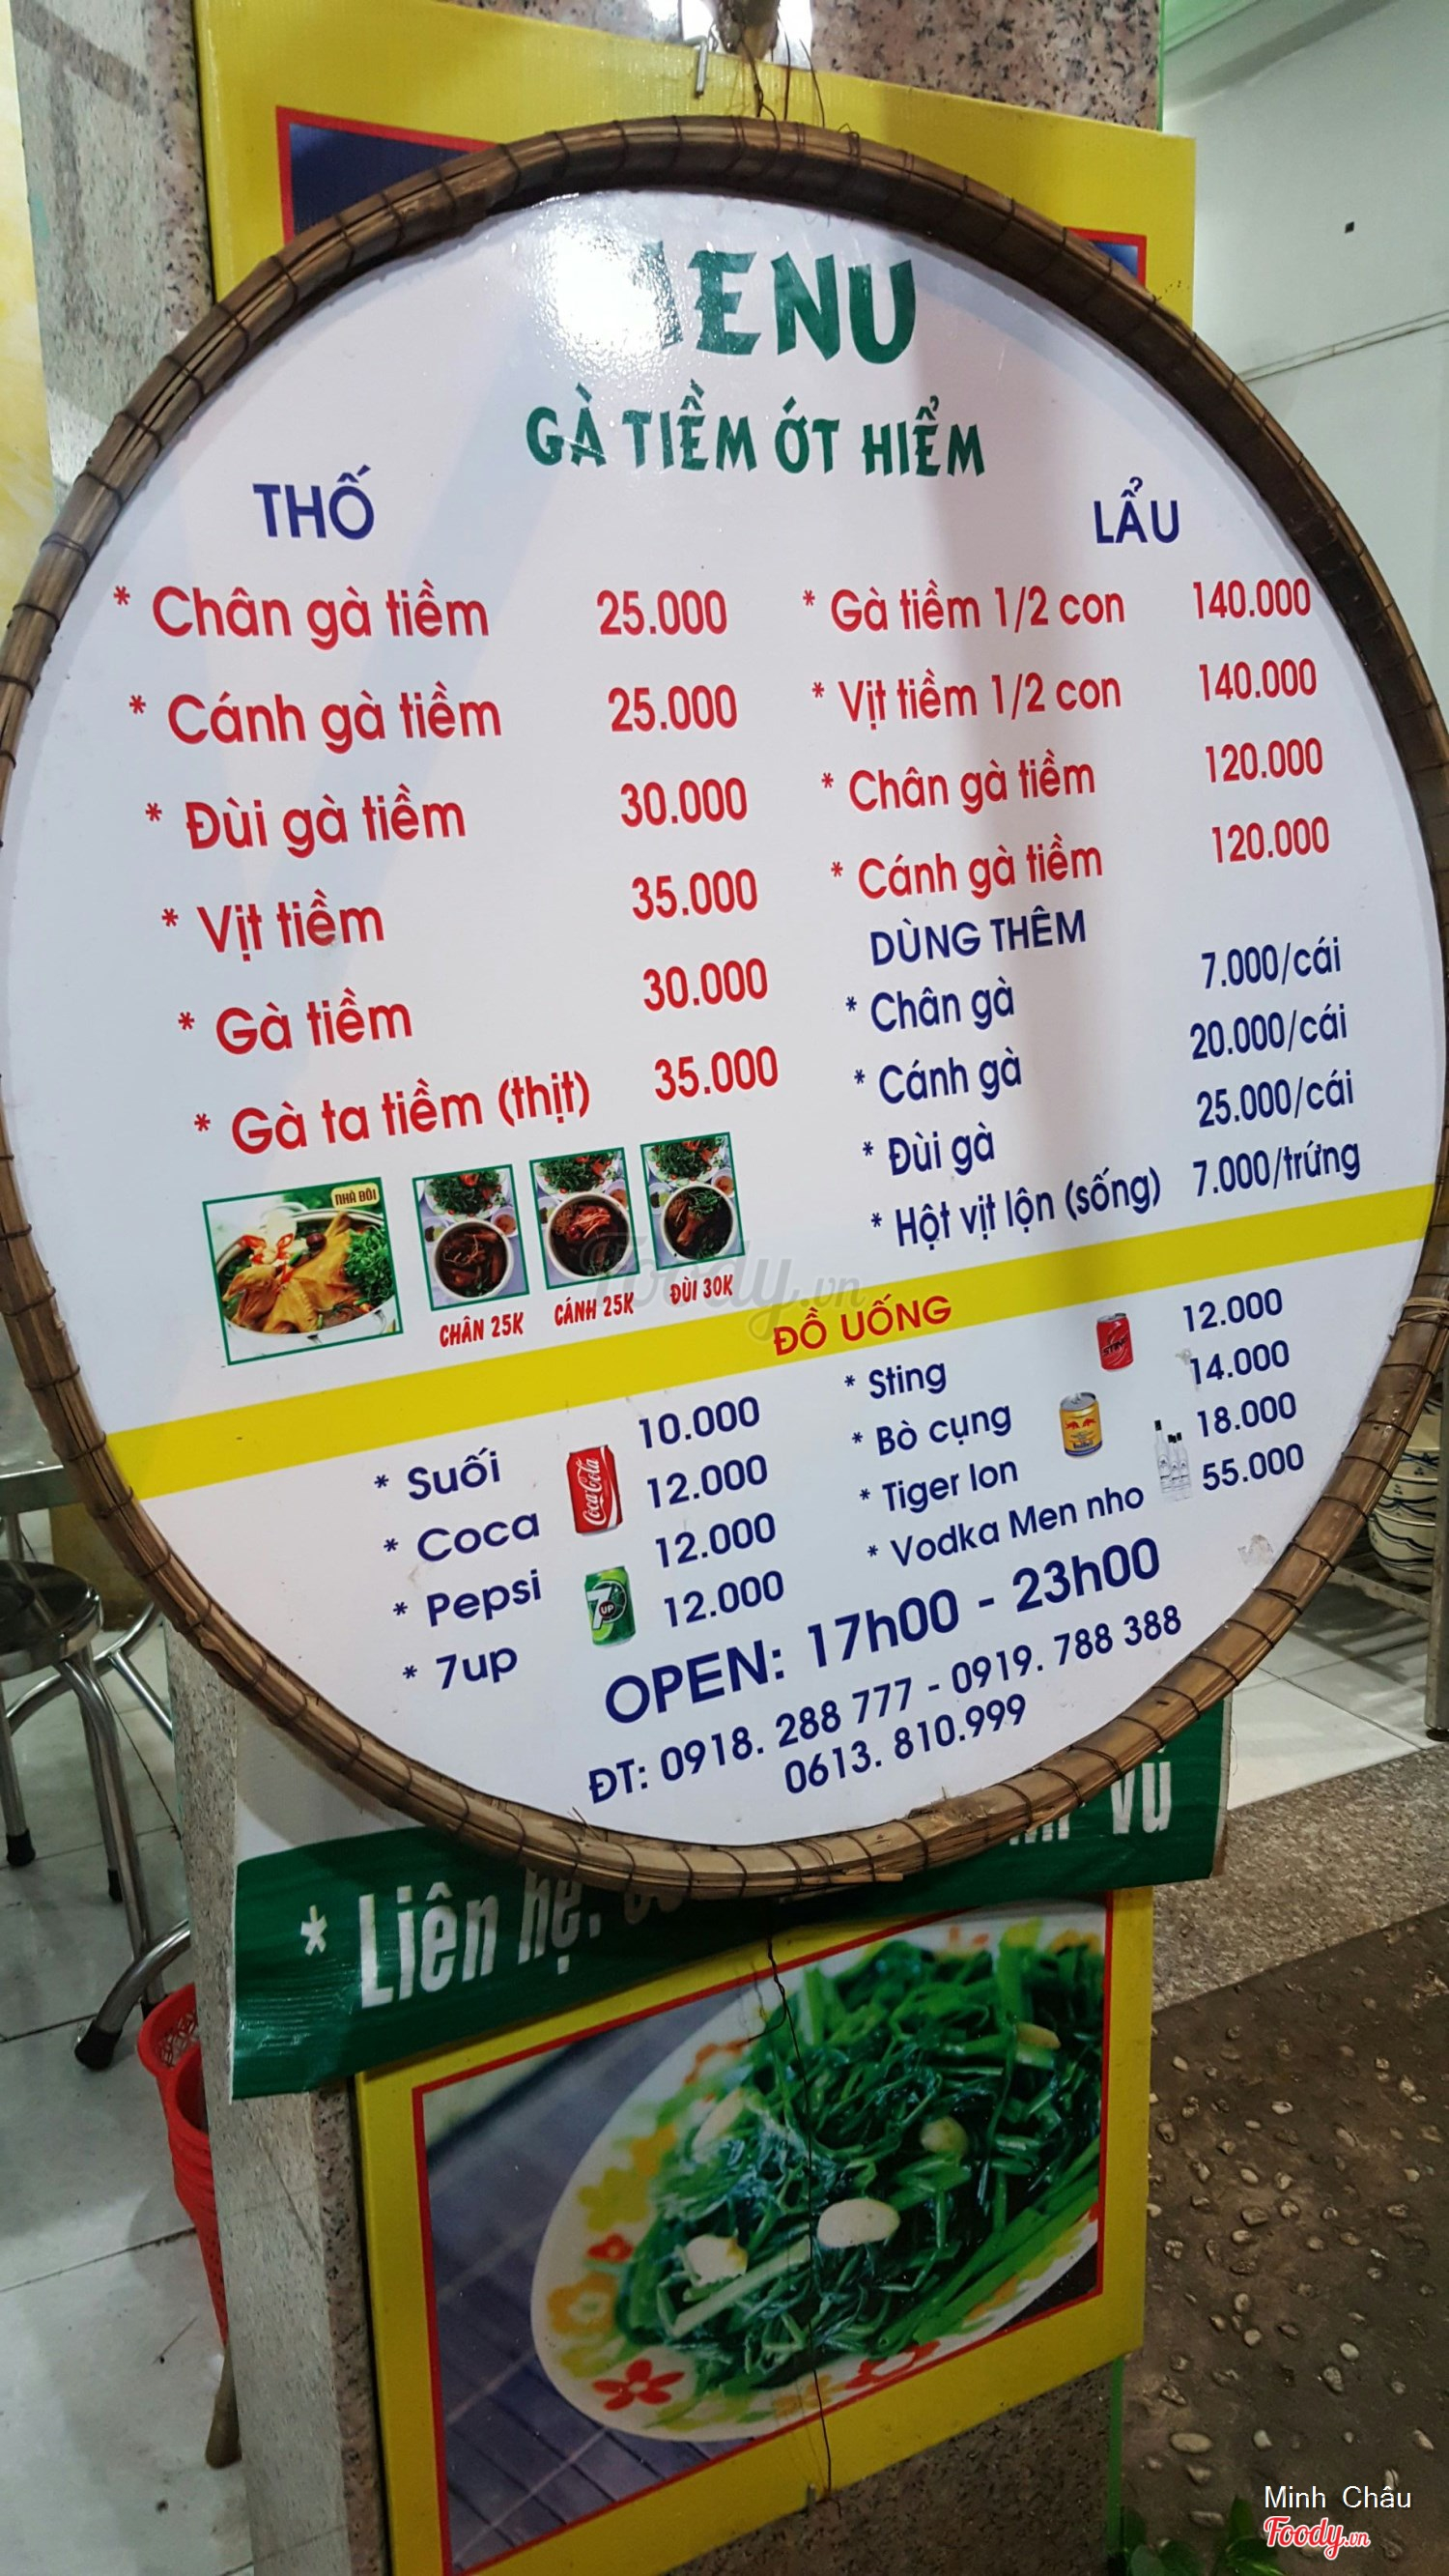 MENU
GÀ TIỀM ỚT HIỂM
THỐ
* Chân gà tiềm 25.000
* Cánh gà tiềm 25.000
* Đùi gà tiềm 30.000
* Vịt tiềm 35.000
* Gà tiềm 30.000
* Gà ta tiềm (thịt) 35.000
NHÀ ĐÔI
CHÂN 25K
CÁNH 25K
ĐÙI 30K
LẨU
* Gà tiềm 1/2 con 140.000
* Vịt tiềm 1/2 con 140.000
* Chân gà tiềm 120.000
* Cánh gà tiềm 120.000
DÙNG THÊM
* Chân gà 7.000/cái
* Cánh gà 20.000/cái
* Đùi gà 25.000/cái
* Hột vịt lộn (sống) 7.000/trứng
Foody.vn
ĐỒ UỐNG
* Suối 10.000
* Coca 12.000
* Pepsi 12.000
* 7up 12.000
Coca-Cola
7 UP
* Sting 12.000
* Bò cụng 14.000
* Tiger lon 18.000
* Vodka Men nho 55.000
OPEN: 17h00 - 23h00
ĐT: 0918. 288 777 - 0919. 788 388
0613. 810.999
* Liên hệ: Vũ
Minh Châu
Foody.vn